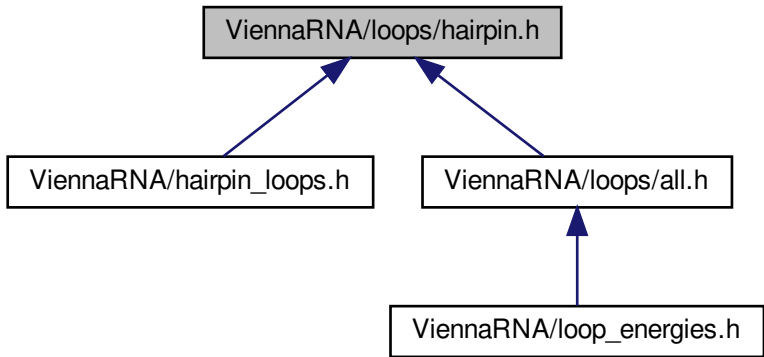 ViennaRNA/loops/hairpin.h
ViennaRNA/hairpin_loops.h
ViennaRNA/loops/all.h
ViennaRNA/loop_energies.h